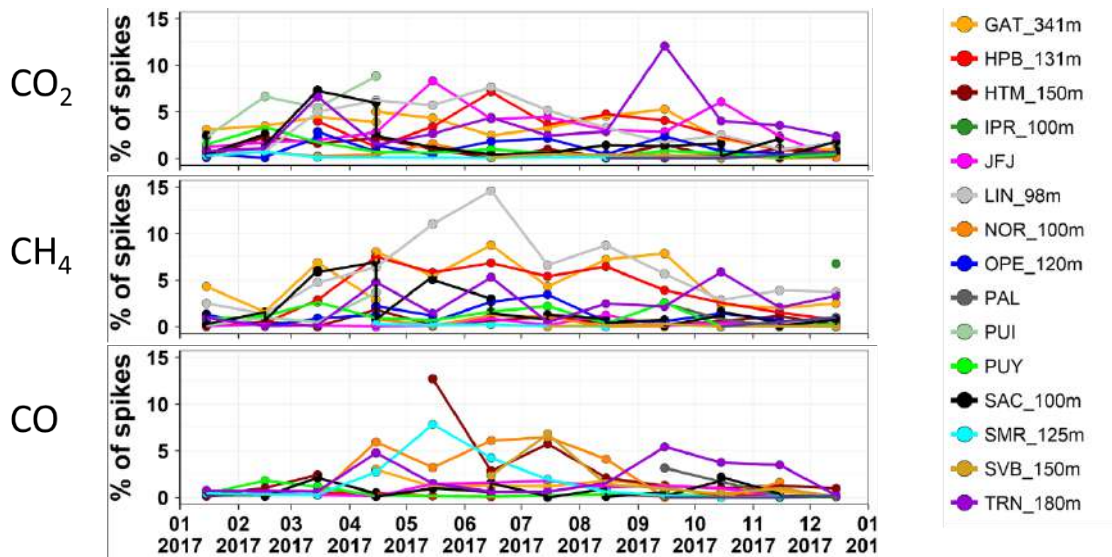 CO2
% of spikes
15
10
5
0
CH4
% of spikes
15
10
5
0
CO
% of spikes
15
10
5
0
01 02 03 04 05 06 07 08 09 10 11 12 01
2017 2017 2017 2017 2017 2017 2017 2017 2017 2017 2017 2017 201
GAT_341m
HPB_131m
HTM_150m
IPR_100m
JFJ
LIN_98m
NOR_100m
OPE_120m
PAL
PUI
PUY
SAC_100m
SMR_125m
SVB_150m
TRN_180m